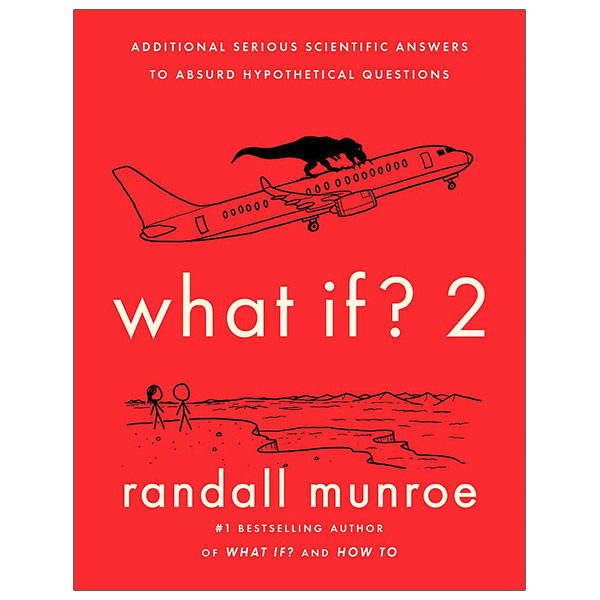 ADDITIONAL SERIOUS SCIENTIFIC ANSWERS
TO ABSURD HYPOTHETICAL QUESTIONS
what if? 2
randall munroe
#1 BESTSELLING AUTHOR
OF WHAT IF? AND HOW TO